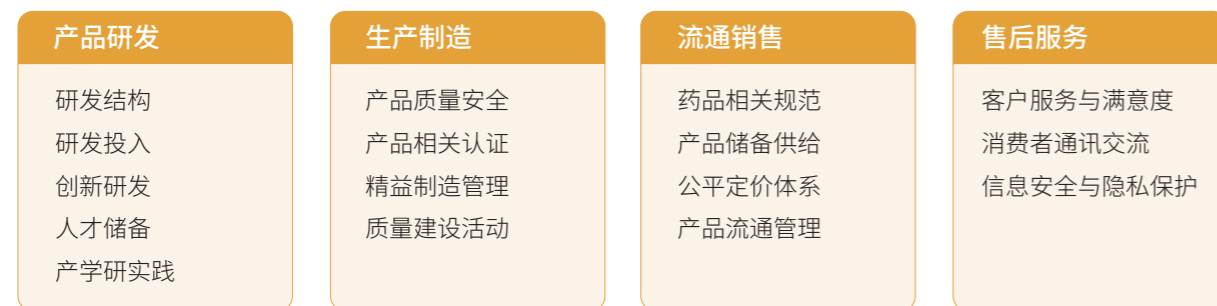 产品研发
研发结构
研发投入
创新研发
人才储备
产学研实践
生产制造
产品质量安全
产品相关认证
精益制造管理
质量建设活动
流通销售
药品相关规范
产品储备供给
公平定价体系
产品流通管理
售后服务
客户服务与满意度
消费者通讯交流
信息安全与隐私保护